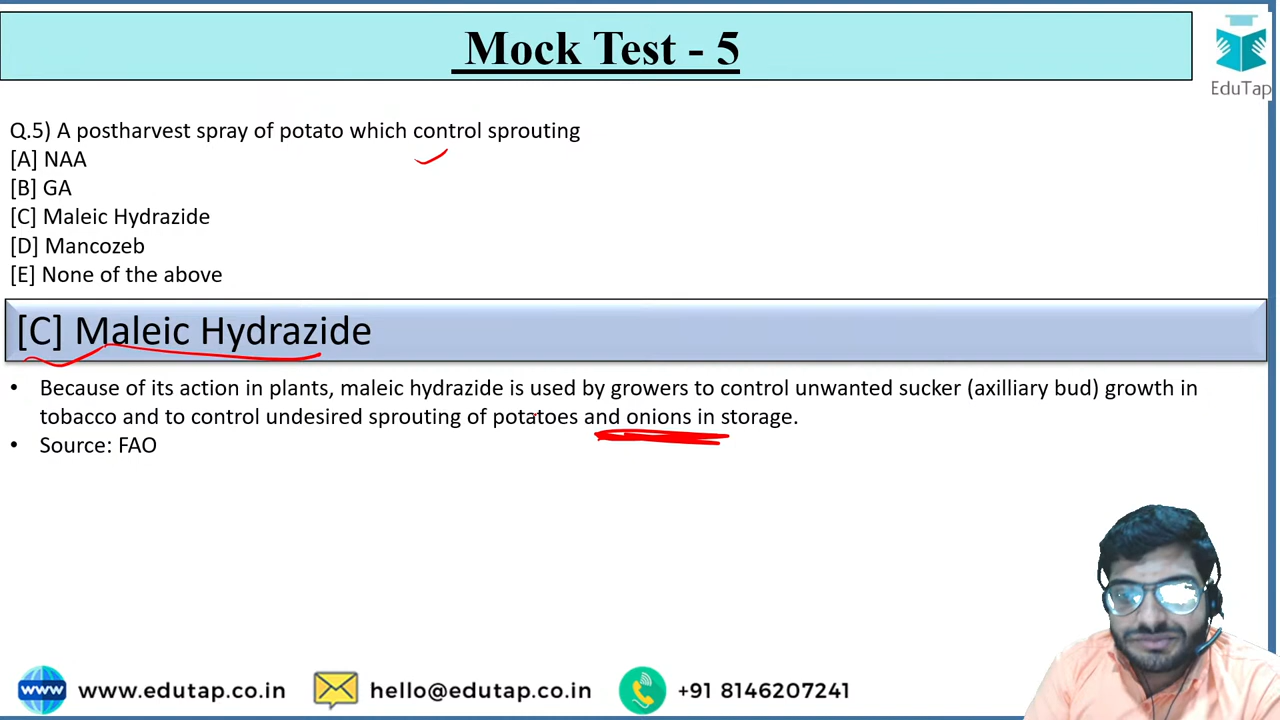 Mock Test - 5
EduTap
Q.5) A postharvest spray of potato which control sprouting
[A] NAA
[B] GA
[C] Maleic Hydrazide
[D] Mancozeb
[E] None of the above
[C] Maleic Hydrazide
• Because of its action in plants, maleic hydrazide is used by growers to control unwanted sucker (axilliary bud) growth in
tobacco and to control undesired sprouting of potatoes and onions in storage.
• Source: FAO
www www.edutap.co.in hello@edutap.co.in +91 8146207241